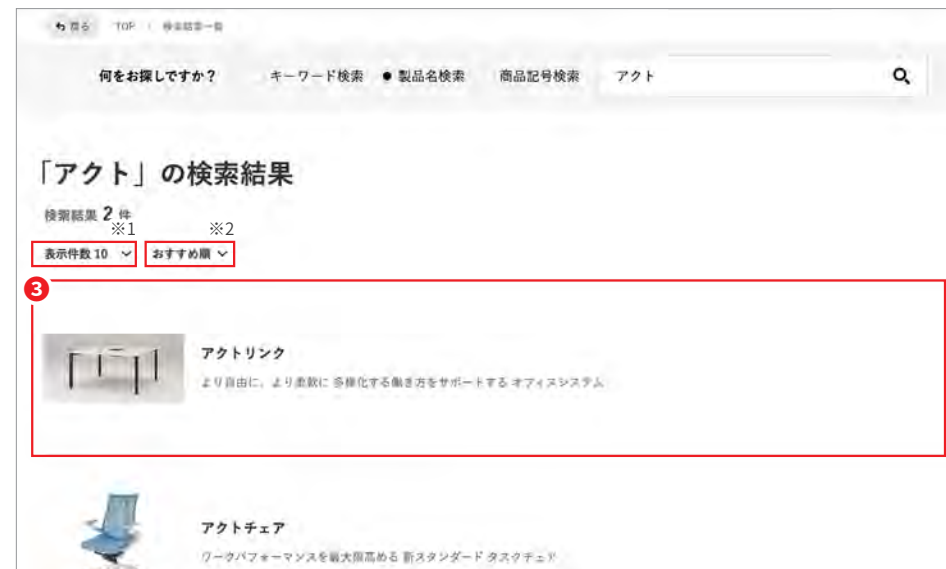 戻る TOP 検索結果一覧
何をお探しですか？ キーワード検索 ● 製品名検索 商品記号検索 アクト
「アクト」の検索結果
検索結果 2 件
※1 ※2
表示件数 10 おすすめ順
3
アクトリンク
より自由に、より柔軟に 多様化する働き方をサポートする オフィスシステム
アクトチェア
ワークパフォーマンスを最大限高める 新スタンダード タスクチェア